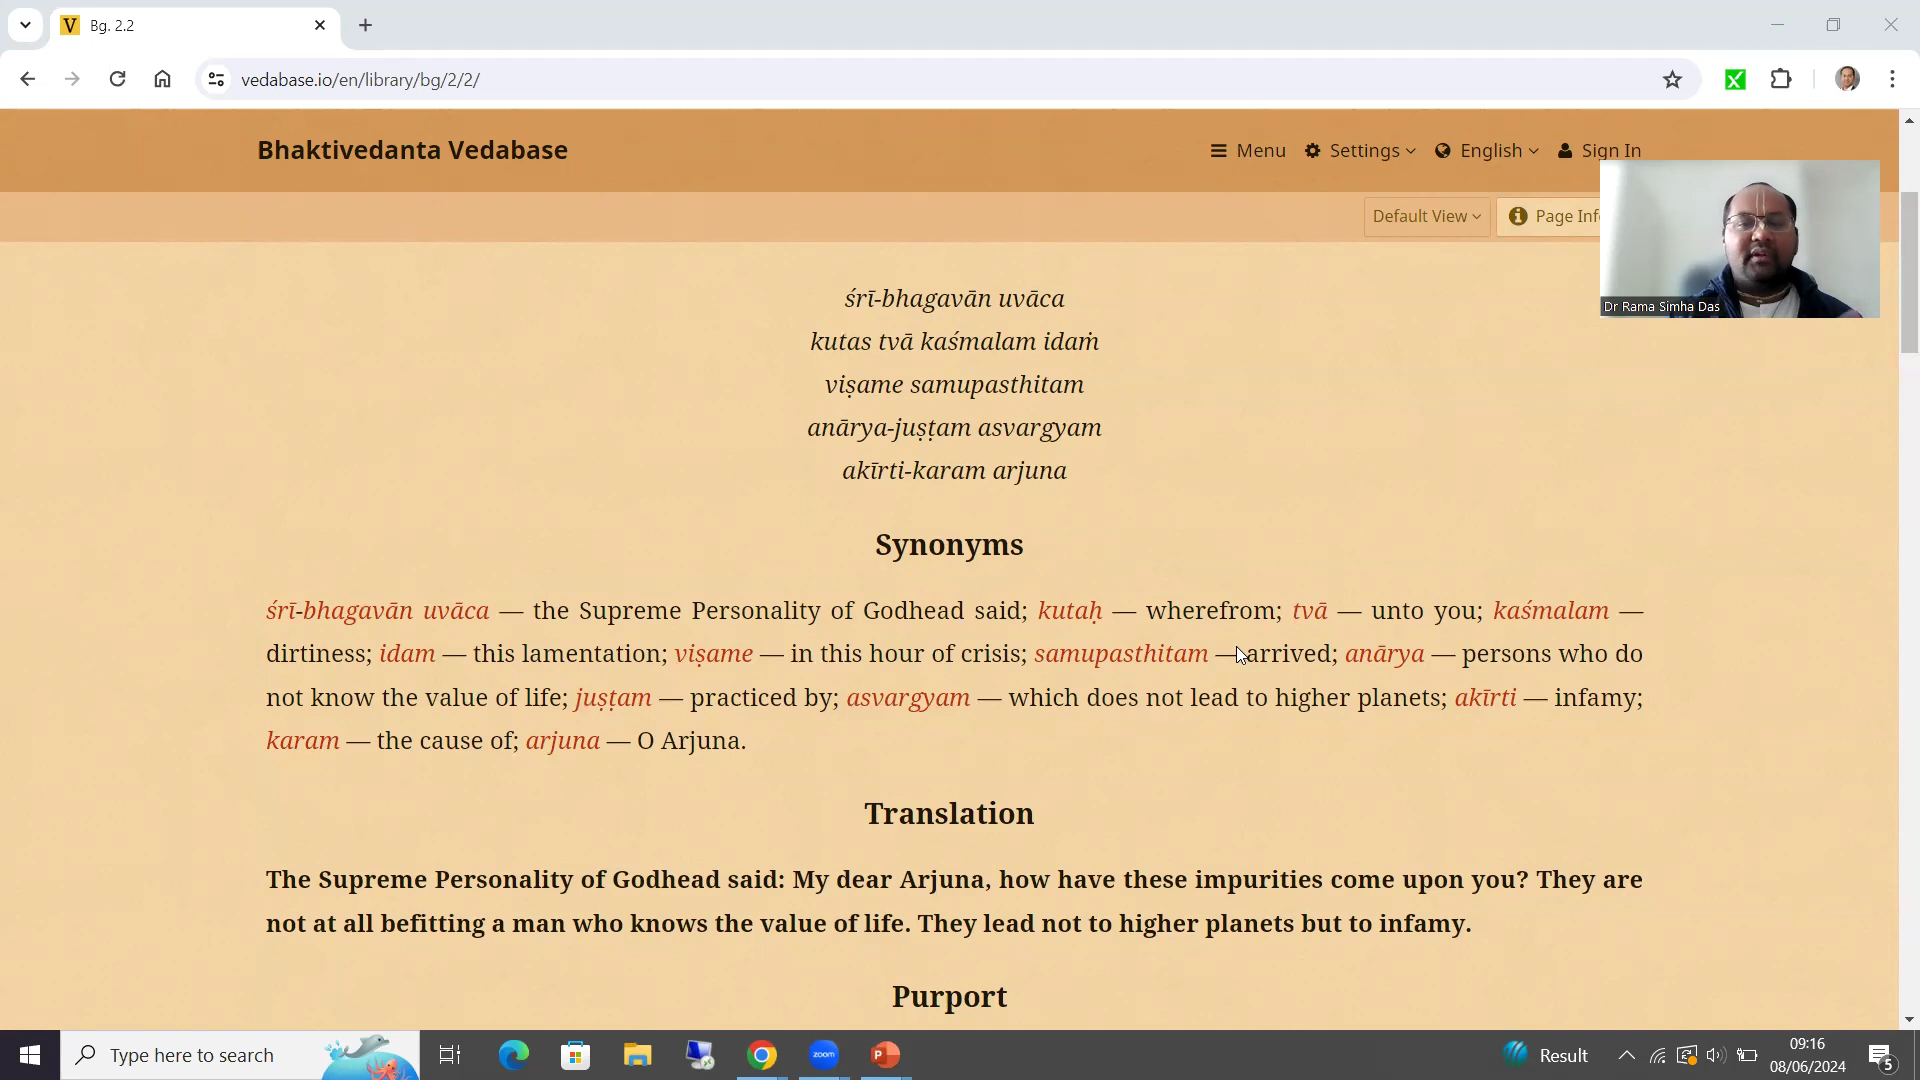 Bg. 2.2
vedabase.io/en/library/bg/2/2/
Bhaktivedanta Vedabase
Menu
Settings
English
Sign In
Default View
Page Inf
Dr Rama Simha Das
śrī-bhagavān uvāca
kutas tvā kaśmalam idaṁ
viṣame samupasthitam
anārya-juṣṭam asvargyam
akīrti-karam arjuna
Synonyms
śrī-bhagavān uvāca — the Supreme Personality of Godhead said; kutaḥ — wherefrom; tvā — unto you; kaśmalam —
dirtiness; idam — this lamentation; viṣame — in this hour of crisis; samupasthitam — arrived; anārya — persons who do
not know the value of life; juṣṭam — practiced by; asvargyam — which does not lead to higher planets; akīrti — infamy;
karam — the cause of; arjuna — O Arjuna.
Translation
The Supreme Personality of Godhead said: My dear Arjuna, how have these impurities come upon you? They are
not at all befitting a man who knows the value of life. They lead not to higher planets but to infamy.
Purport
Type here to search
zoom
Result
09:16
08/06/2024
5